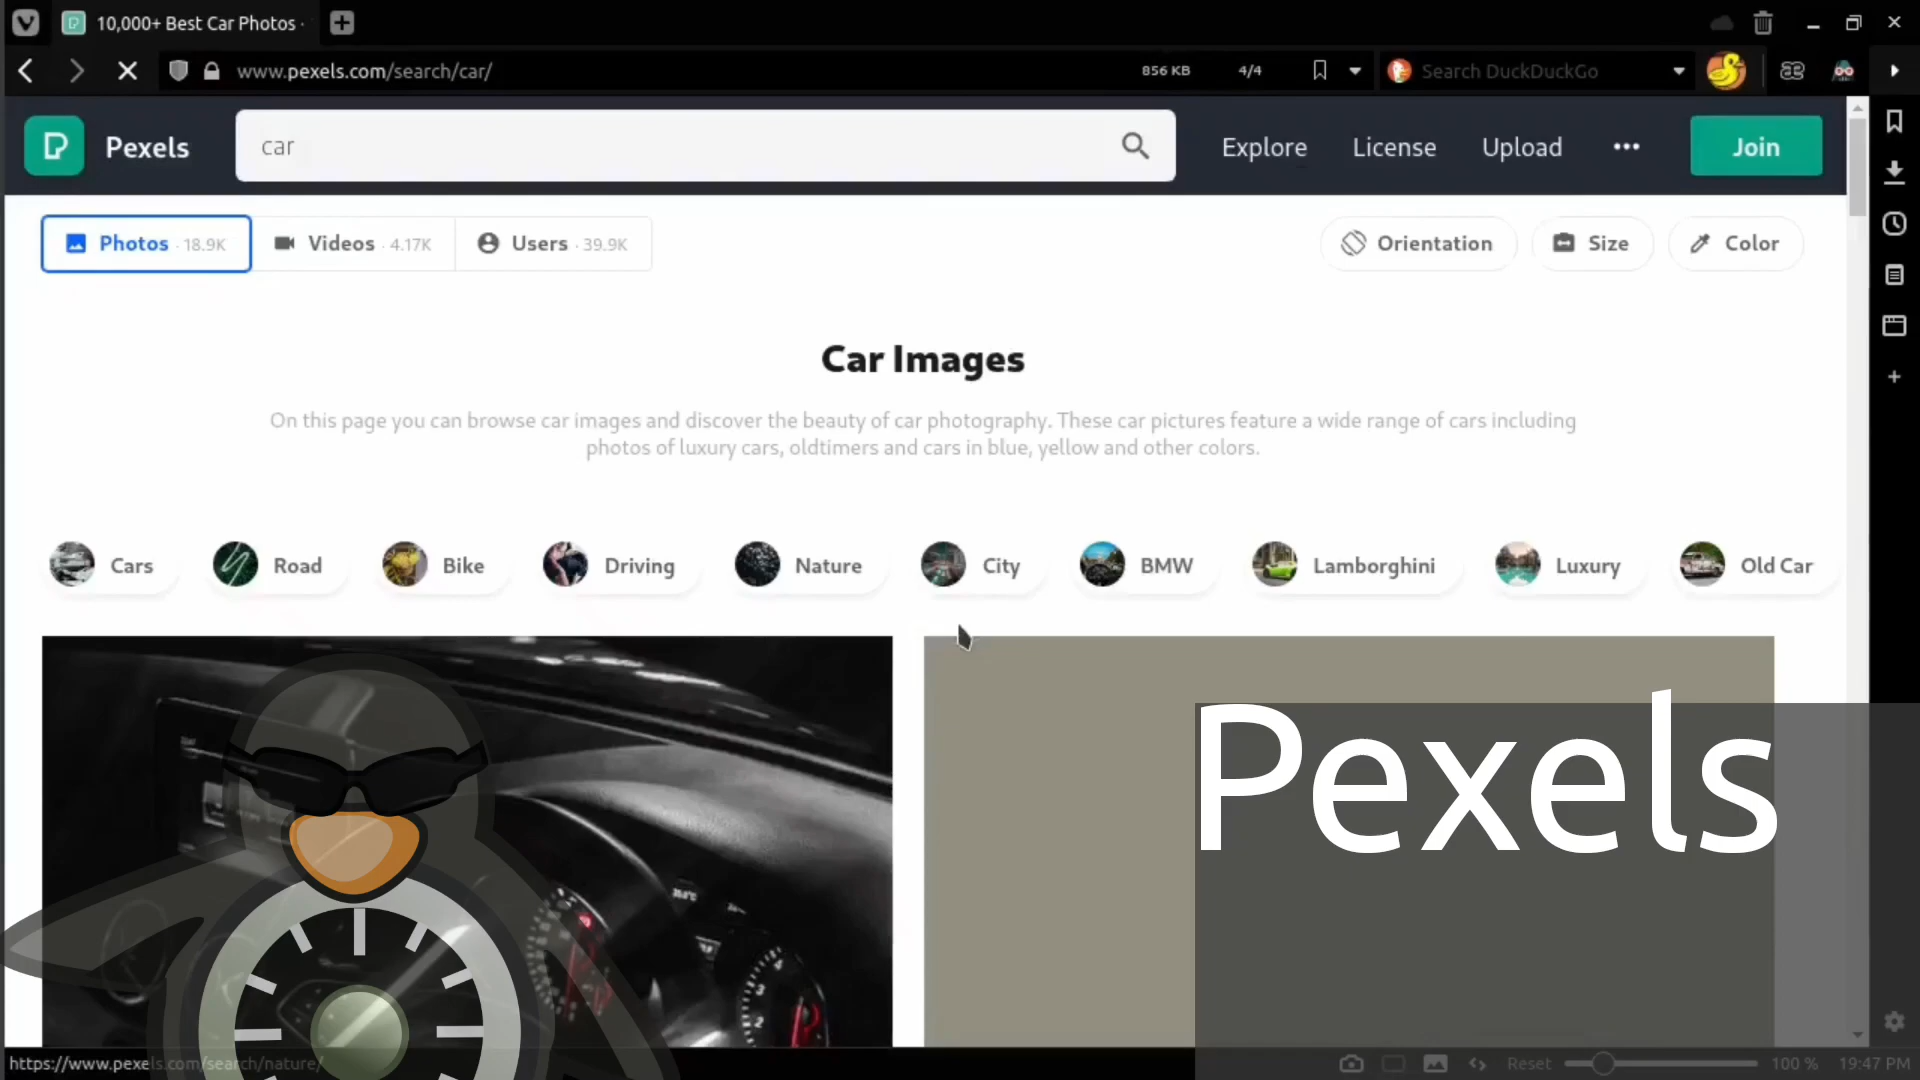 10,000+ Best Car Photos ·
www.pexels.com/search/car/
856 KB
4/4
Search DuckDuckGo
Pexels
car
Explore
License
Upload
Join
Photos · 18.9K
Videos · 4.17K
Users · 39.9K
Orientation
Size
Color
Car Images
On this page you can browse car images and discover the beauty of car photography. These car pictures feature a wide range of cars including
photos of luxury cars, oldtimers and cars in blue, yellow and other colors.
Cars
Road
Bike
Driving
Nature
City
BMW
Lamborghini
Luxury
Old Car
Pexels
https://www.pexels.com/search/nature/
Reset
100 %
19:47 PM